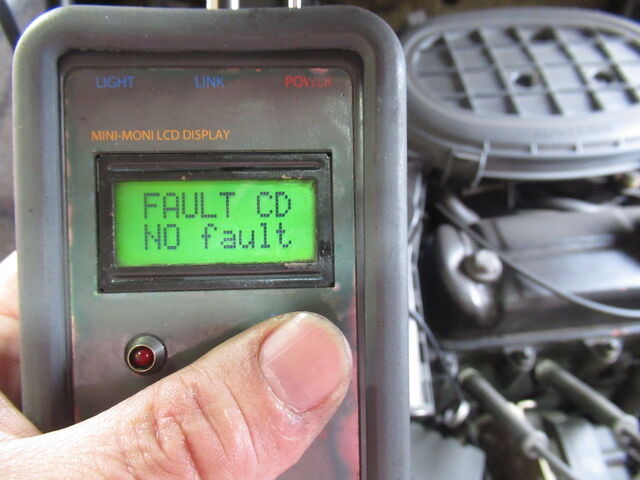 LIGHT LINK POWER
MINI-MONI LCD DISPLAY
FAULT CD
NO fault